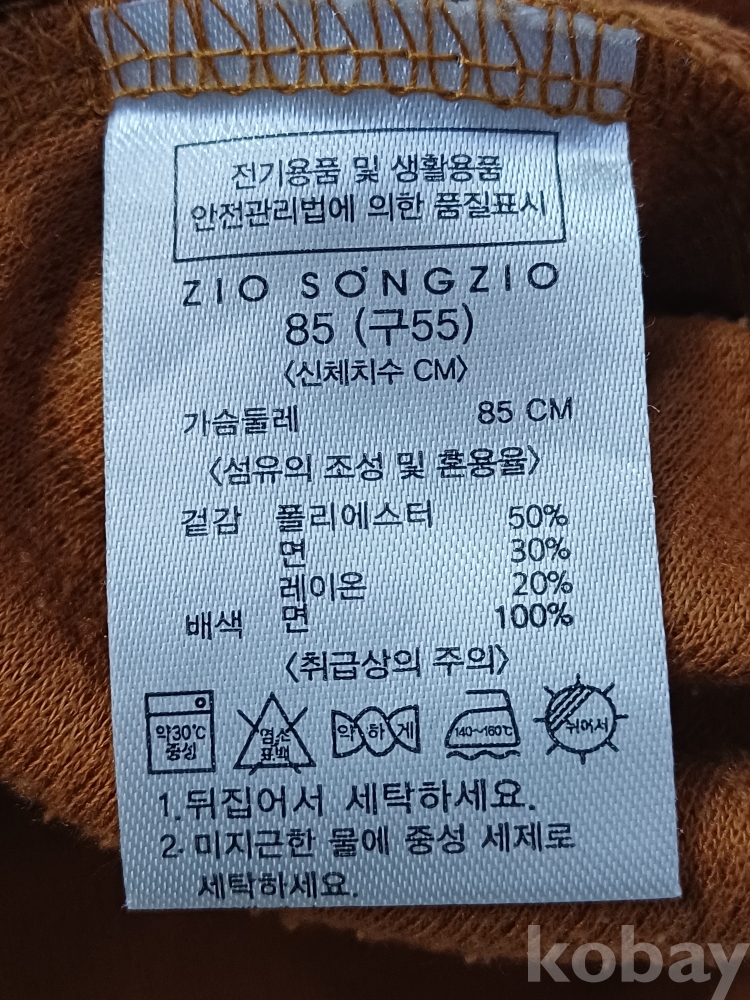 전기용품 및 생활용품
안전관리법에 의한 품질표시
ZIO SONGZIO
85 (구55)
〈신체치수 CM〉
가슴둘레 85 CM
〈섬유의 조성 및 혼용율〉
겉감 폴리에스터 50%
면 30%
레이온 20%
배색 면 100%
〈취급상의 주의〉
약30℃ 중성
염소 표백
약하게
140~160℃
뉘어서
1.뒤집어서 세탁하세요.
2. 미지근한 물에 중성 세제로
세탁하세요.
kobay